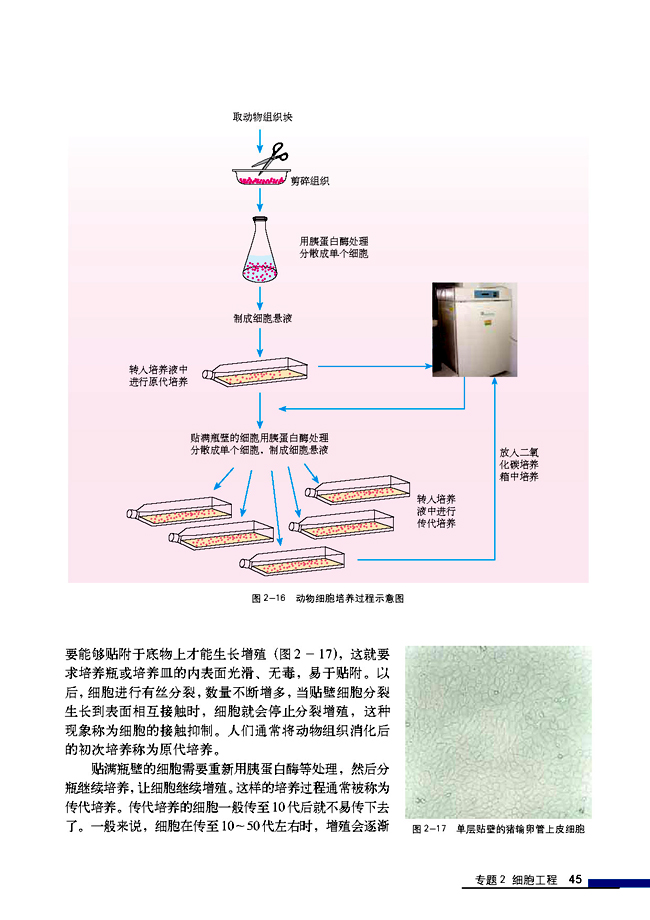 取动物组织块
剪碎组织
用胰蛋白酶处理
分散成单个细胞
制成细胞悬液
转入培养液中
进行原代培养
贴满瓶壁的细胞用胰蛋白酶处理
分散成单个细胞，制成细胞悬液
放入二氧
化碳培养
箱中培养
转入培养
液中进行
传代培养
图2-16 动物细胞培养过程示意图
要能够贴附于底物上才能生长增殖（图2-17），这就要
求培养瓶或培养皿的内表面光滑、无毒，易于贴附。以
后，细胞进行有丝分裂，数量不断增多，当贴壁细胞分裂
生长到表面相互接触时，细胞就会停止分裂增殖，这种
现象称为细胞的接触抑制。人们通常将动物组织消化后
的初次培养称为原代培养。
贴满瓶壁的细胞需要重新用胰蛋白酶等处理，然后分
瓶继续培养，让细胞继续增殖。这样的培养过程通常被称为
传代培养。传代培养的细胞一般传至10代后就不易传下去
了。一般来说，细胞在传至10～50代左右时，增殖会逐渐
图2-17 单层贴壁的猪输卵管上皮细胞
专题2 细胞工程 45